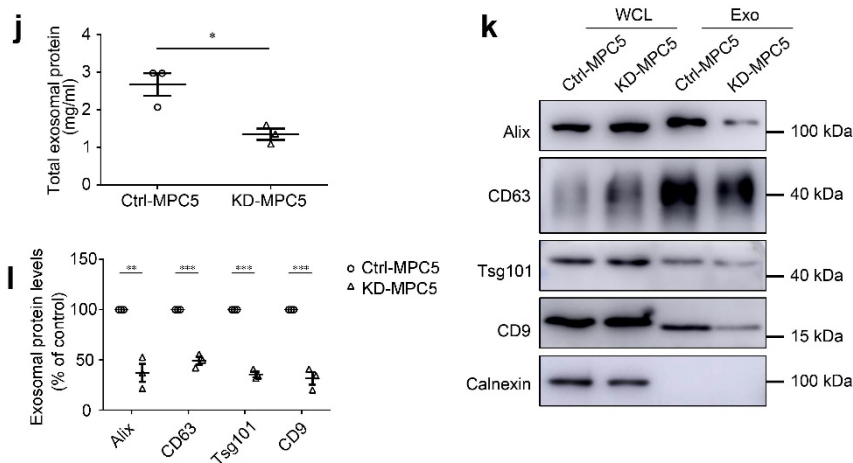 j
*
Total exosomal protein
(mg/ml)
4
3
2
1
0
Ctrl-MPC5
KD-MPC5
k
WCL
Exo
Ctrl-MPC5
KD-MPC5
Ctrl-MPC5
KD-MPC5
Alix
100 kDa
CD63
40 kDa
Tsg101
40 kDa
CD9
15 kDa
Calnexin
100 kDa
l
Exosomal protein levels
(% of control)
150
100
50
0
**
***
***
***
Ctrl-MPC5
KD-MPC5
Alix
CD63
Tsg101
CD9